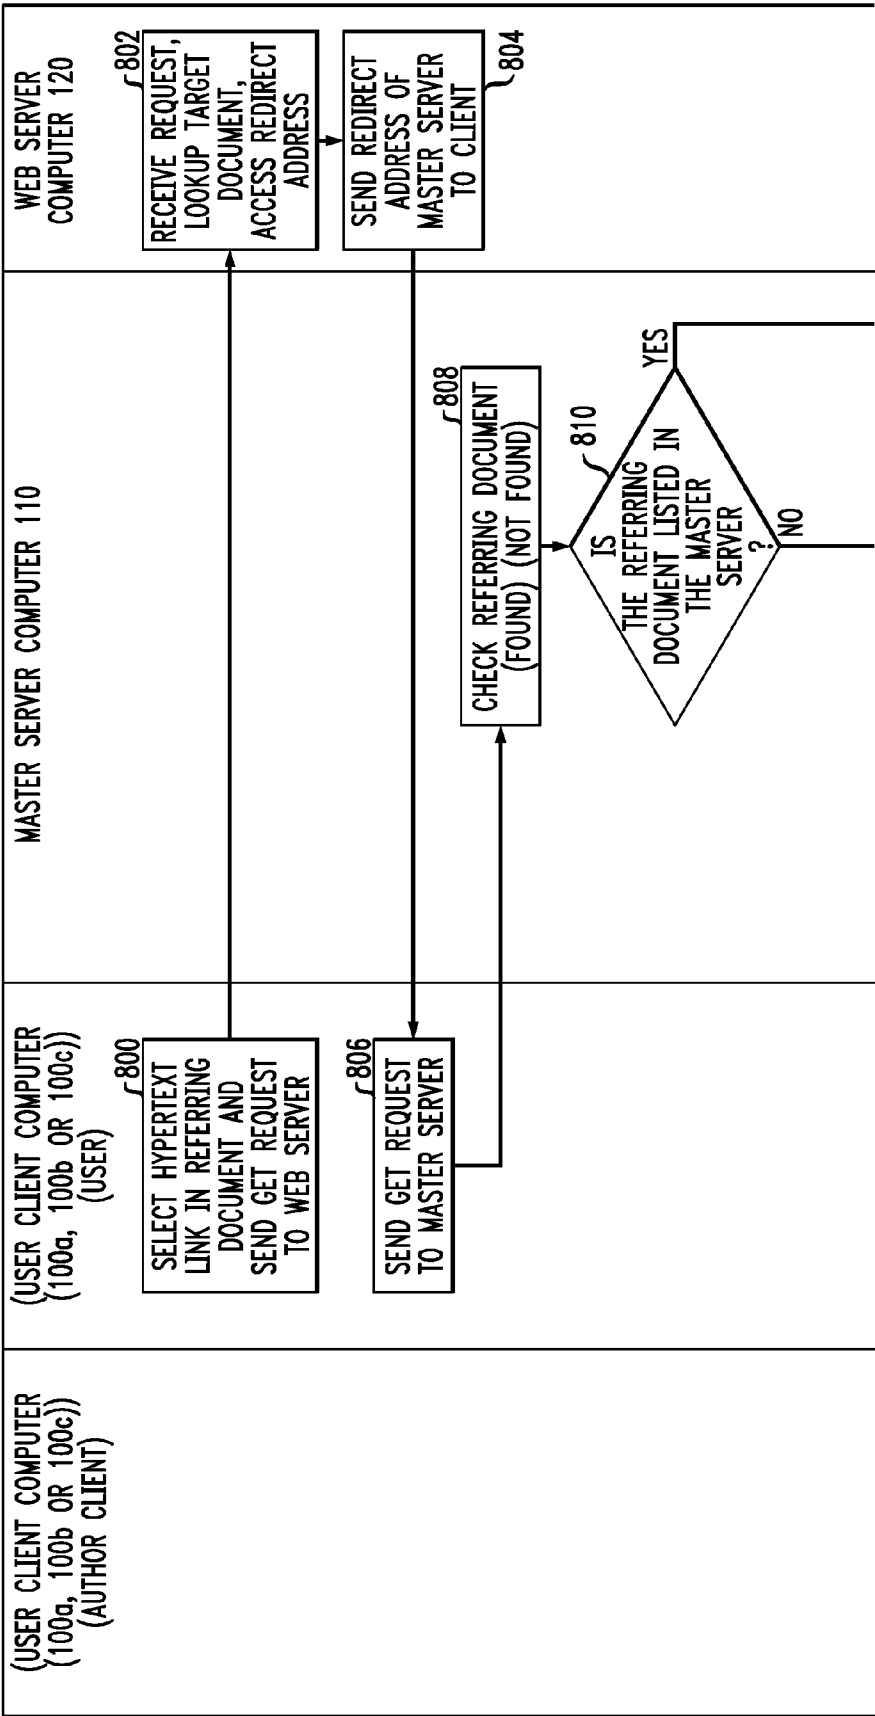 (USER CLIENT COMPUTER
(100a, 100b OR 100c))
(AUTHOR CLIENT)
(USER CLIENT COMPUTER
(100a, 100b OR 100c))
(USER)
MASTER SERVER COMPUTER 110
WEB SERVER
COMPUTER 120
800
SELECT HYPERTEXT
LINK IN REFERRING
DOCUMENT AND
SEND GET REQUEST
TO WEB SERVER
802
RECEIVE REQUEST,
LOOKUP TARGET
DOCUMENT,
ACCESS REDIRECT
ADDRESS
SEND REDIRECT
ADDRESS OF
MASTER SERVER
TO CLIENT
804
806
SEND GET REQUEST
TO MASTER SERVER
808
CHECK REFERRING DOCUMENT
(FOUND) (NOT FOUND)
810
IS
THE REFERRING
DOCUMENT LISTED IN
THE MASTER
SERVER
?
YES
NO